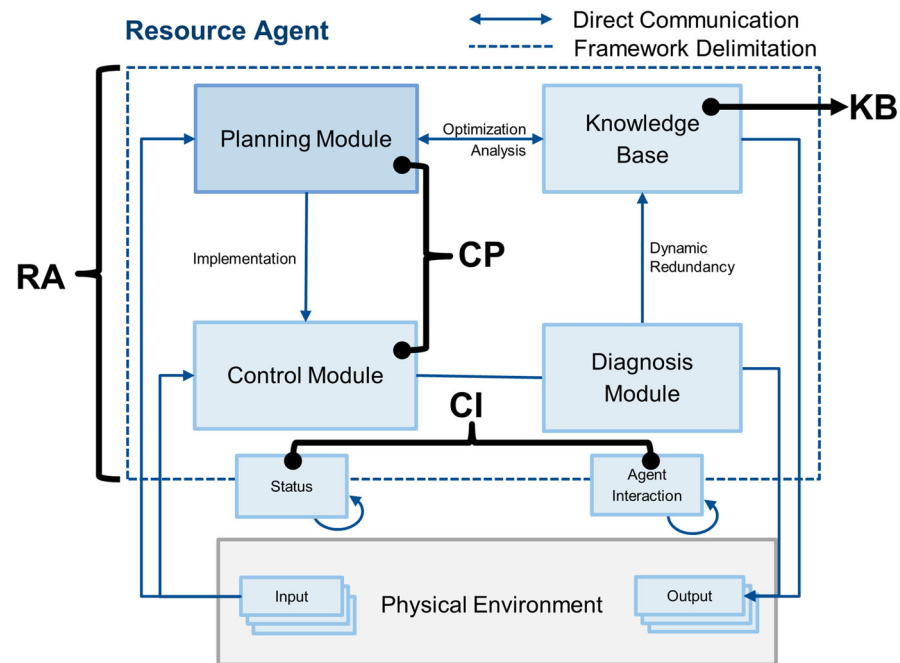 Resource Agent
Direct Communication
Framework Delimitation
Planning Module
Optimization
Analysis
Knowledge
Base
KB
RA
Implementation
CP
Dynamic
Redundancy
Control Module
Diagnosis
Module
CI
Status
Agent
Interaction
Input
Physical Environment
Output